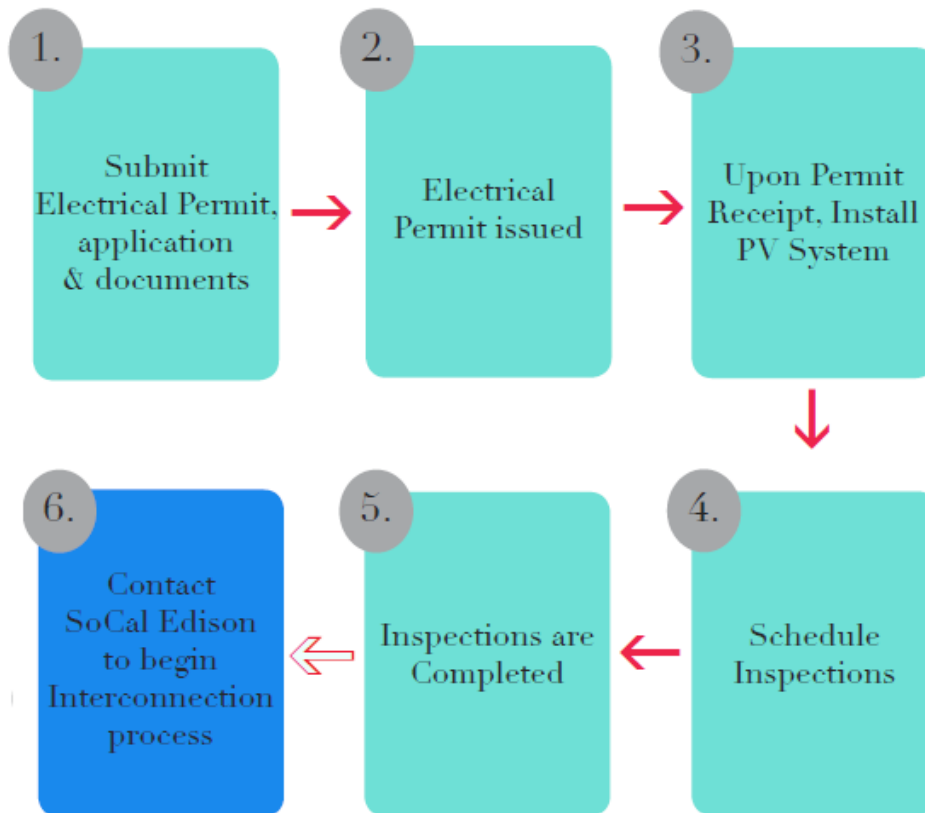 1.
Submit
Electrical Permit,
application
& documents
2.
Electrical
Permit issued
3.
Upon Permit
Receipt, Install
PV System
4.
Schedule
Inspections
5.
Inspections are
Completed
6.
Contact
SoCal Edison
to begin
Interconnection
process